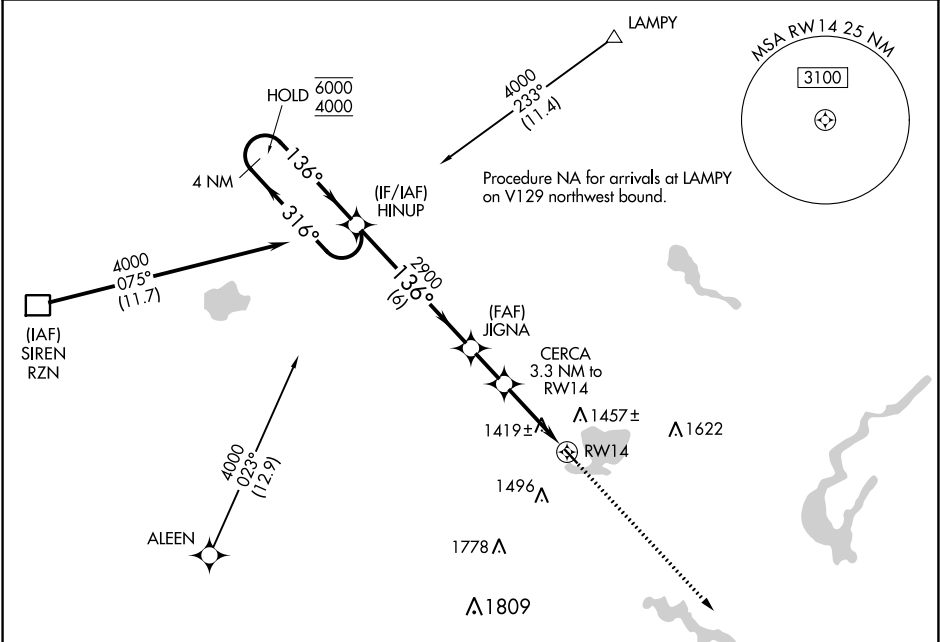 LAMPY
MSA RW14 25 NM
3100
4000
233°
(11.4)
HOLD
6000
4000
136°
4 NM
316°
(IF/IAF)
HINUP
Procedure NA for arrivals at LAMPY
on V129 northwest bound.
4000
075°
(11.7)
(IAF)
SIREN
RZN
2900
136°
(6)
(FAF)
JIGNA
CERCA
3.3 NM to
RW14
1419±
1457±
1622
RW14
4000
023°
(12.9)
1496
ALEEN
1778
1809